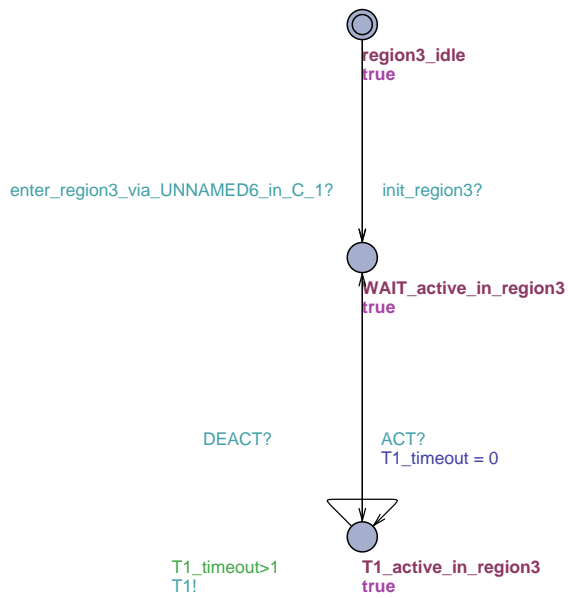 region3_idle
true
enter_region3_via_UNNAMED6_in_C_1?
init_region3?
WAIT_active_in_region3
true
DEACT?
ACT?
T1_timeout = 0
T1_timeout>1
T1!
T1_active_in_region3
true